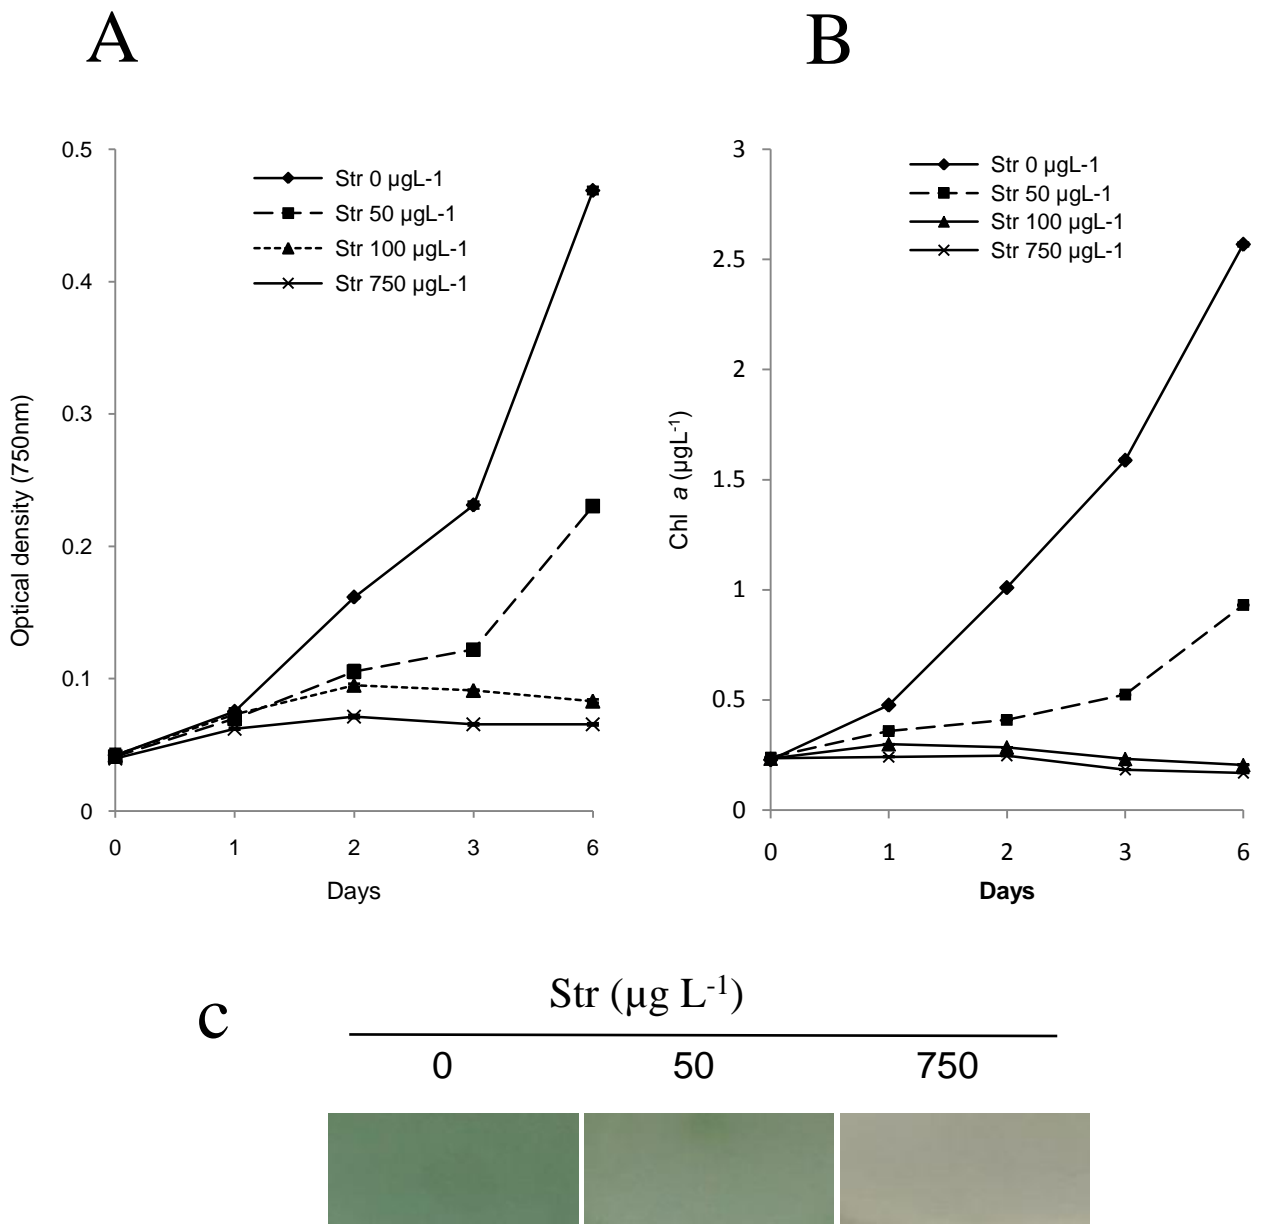 A
B
0.5
0.4
0.3
0.2
0.1
0
Optical density (750nm)
Str 0 µgL-1
Str 50 µgL-1
Str 100 µgL-1
Str 750 µgL-1
0 1 2 3 6
Days
3
2.5
2
1.5
1
0.5
0
Chl a (µgL-1)
Str 0 µgL-1
Str 50 µgL-1
Str 100 µgL-1
Str 750 µgL-1
0 1 2 3 6
Days
c
Str (µg L-1)
0 50 750